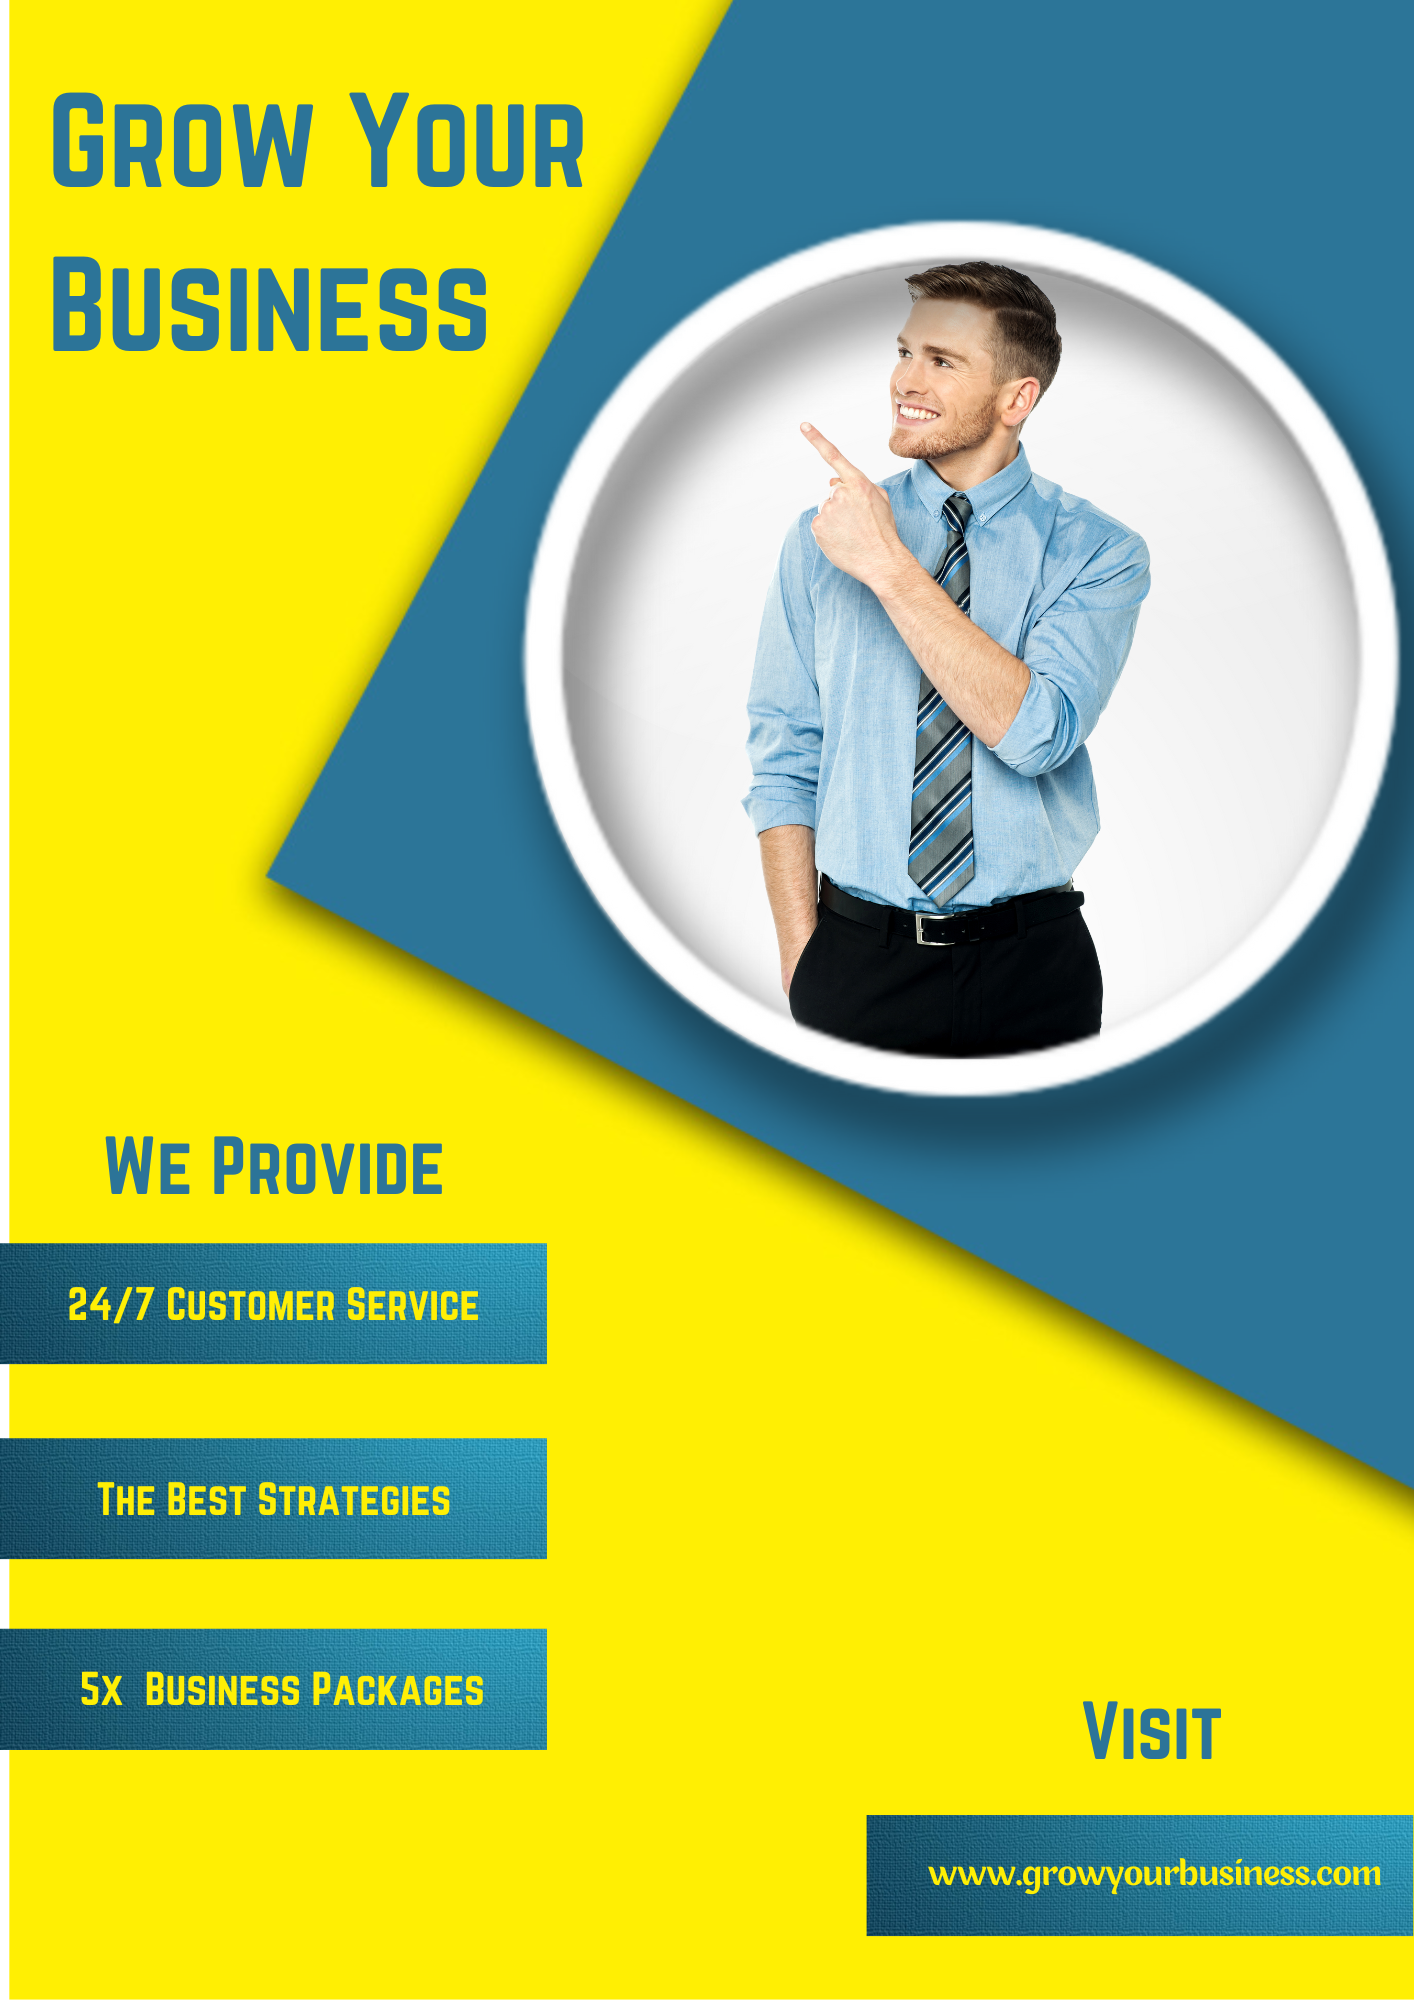 Grow Your
Business
We Provide
24/7 Customer Service
The Best Strategies
5x  Business Packages
Visit
www.growyourbusiness.com